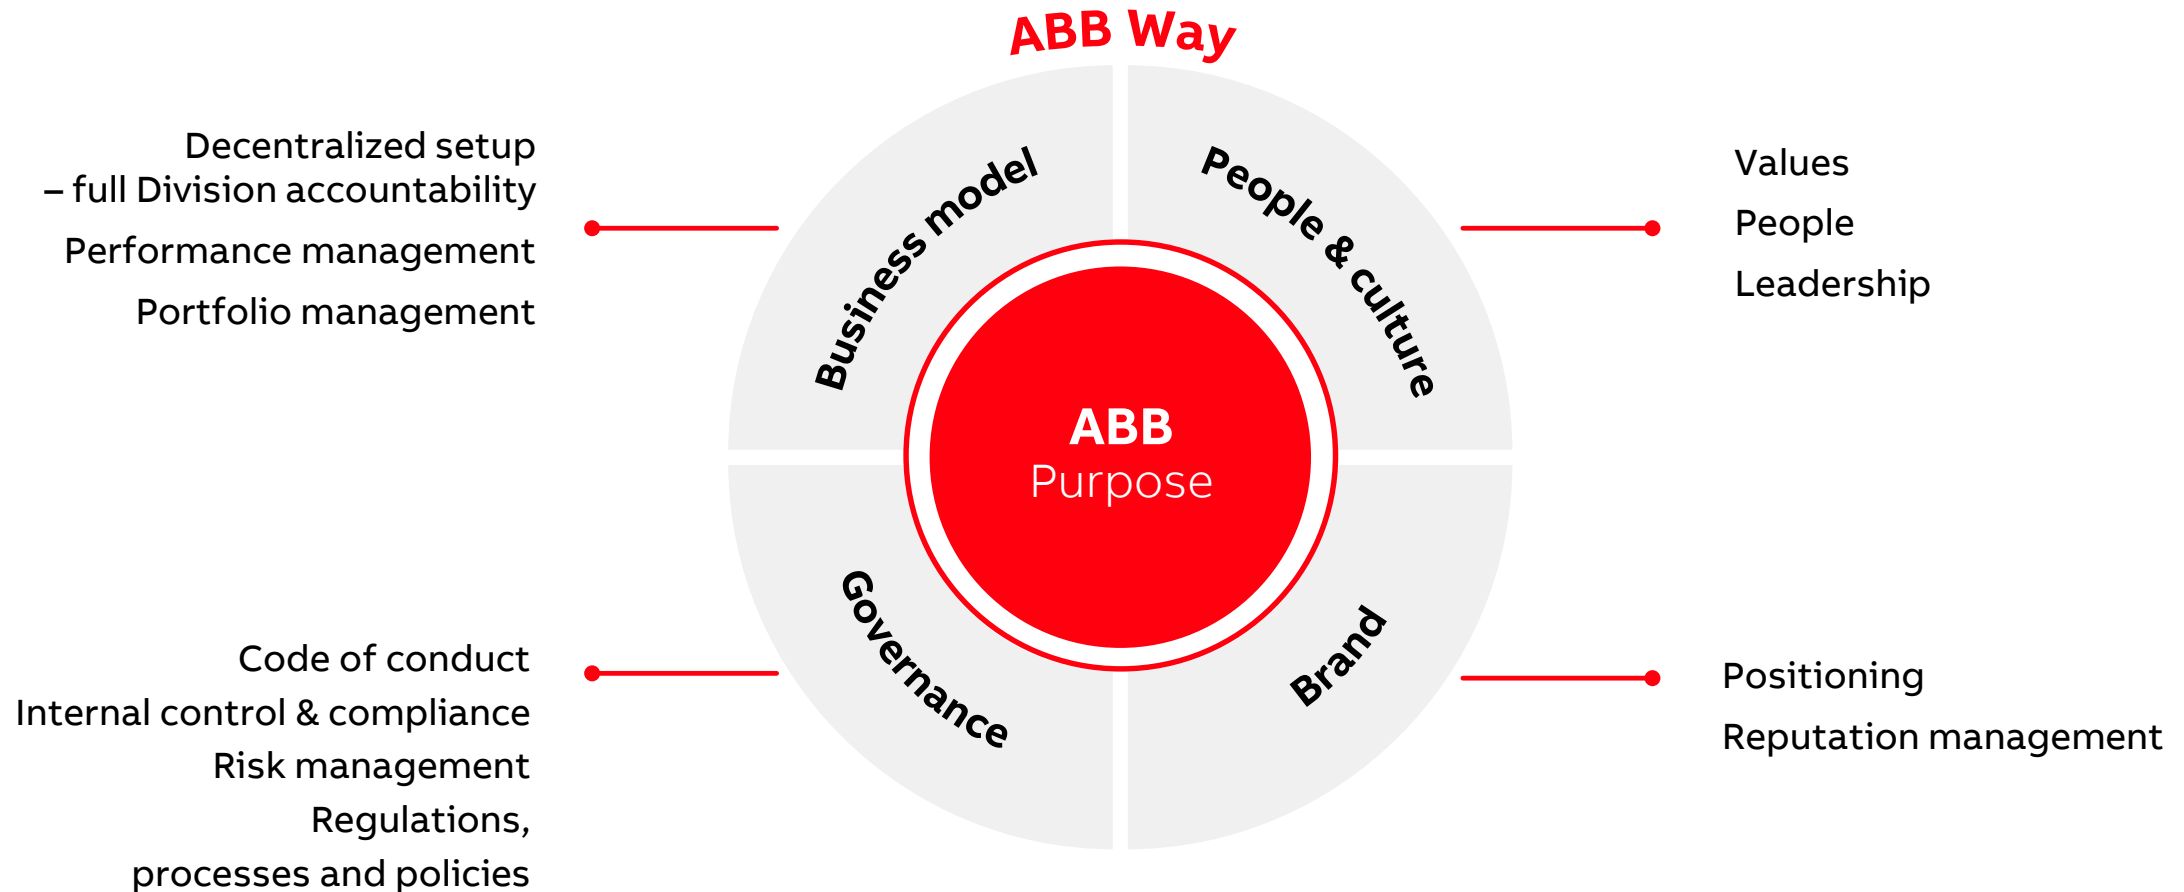 ABB Way
Decentralized setup
– full Division accountability
Performance management
Portfolio management
Business model
People & culture
Values
People
Leadership
ABB
Purpose
Code of conduct
Internal control & compliance
Risk management
Regulations,
processes and policies
Governance
Brand
Positioning
Reputation management